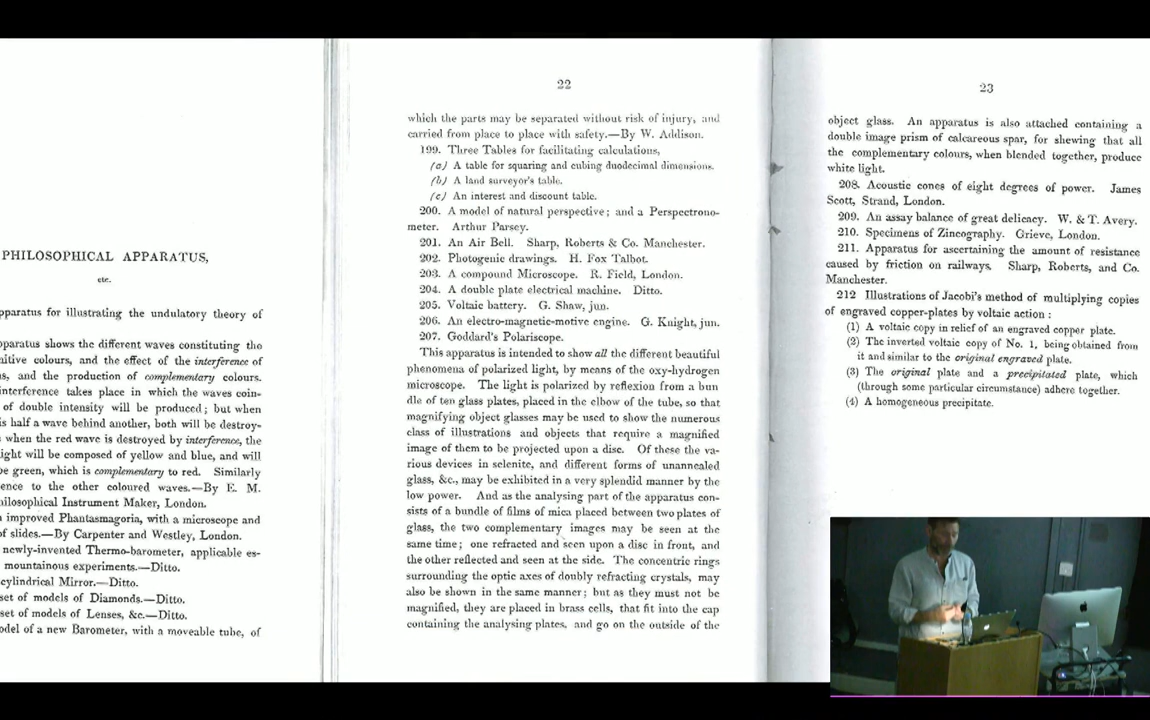 PHILOSOPHICAL APPARATUS,
etc.
pparatus for illustrating the undulatory theory of
pparatus shows the different waves constituting the
nitive colours, and the effect of the interference of
s, and the production of complementary colours.
interference takes place in which the waves coin-
of double intensity will be produced; but when
is half a wave behind another, both will be destroy-
when the red wave is destroyed by interference, the
ight will be composed of yellow and blue, and will
be green, which is complementary to red. Similarly
ence to the other coloured waves.—By E. M.
hilosophical Instrument Maker, London.
improved Phantasmagoria, with a microscope and
of slides.—By Carpenter and Westley, London.
newly-invented Thermo-barometer, applicable es-
mountainous experiments.—Ditto.
cylindrical Mirror.—Ditto.
set of models of Diamonds.—Ditto.
set of models of Lenses, &c.—Ditto.
odel of a new Barometer, with a moveable tube, of
22
which the parts may be separated without risk of injury, and
carried from place to place with safety.—By W. Addison.
199. Three Tables for facilitating calculations,
(a) A table for squaring and cubing duodecimal dimensions.
(b) A land surveyor's table.
(c) An interest and discount table.
200. A model of natural perspective; and a Perspectrono-
meter. Arthur Parsey.
201. An Air Bell. Sharp, Roberts & Co. Manchester.
202. Photogenic drawings. H. Fox Talbot.
203. A compound Microscope. R. Field, London.
204. A double plate electrical machine. Ditto.
205. Voltaic battery. G. Shaw, jun.
206. An electro-magnetic-motive engine. G. Knight, jun.
207. Goddard's Polariscope.
This apparatus is intended to show all the different beautiful
phenomena of polarized light, by means of the oxy-hydrogen
microscope. The light is polarized by reflexion from a bun
dle of ten glass plates, placed in the elbow of the tube, so that
magnifying object glasses may be used to show the numerous
class of illustrations and objects that require a magnified
image of them to be projected upon a disc. Of these the va-
rious devices in selenite, and different forms of unannealed
glass, &c., may be exhibited in a very splendid manner by the
low power. And as the analysing part of the apparatus con-
sists of a bundle of films of mica placed between two plates of
glass, the two complementary images may be seen at the
same time; one refracted and seen upon a disc in front, and
the other reflected and seen at the side. The concentric rings
surrounding the optic axes of doubly refracting crystals, may
also be shown in the same manner; but as they must not be
magnified, they are placed in brass cells, that fit into the cap
containing the analysing plates, and go on the outside of the
23
object glass. An apparatus is also attached containing a
double image prism of calcareous spar, for shewing that all
the complementary colours, when blended together, produce
white light.
208. Acoustic cones of eight degrees of power. James
Scott, Strand, London.
209. An assay balance of great delicacy. W. & T. Avery.
210. Specimens of Zincography. Grieve, London.
211. Apparatus for ascertaining the amount of resistance
caused by friction on railways. Sharp, Roberts, and Co.
Manchester.
212 Illustrations of Jacobi's method of multiplying copies
of engraved copper-plates by voltaic action:
(1) A voltaic copy in relief of an engraved copper plate.
(2) The inverted voltaic copy of No. 1, being obtained from
it and similar to the original engraved plate.
(3) The original plate and a precipitated plate, which
(through some particular circumstance) adhere together.
(4) A homogeneous precipitate.